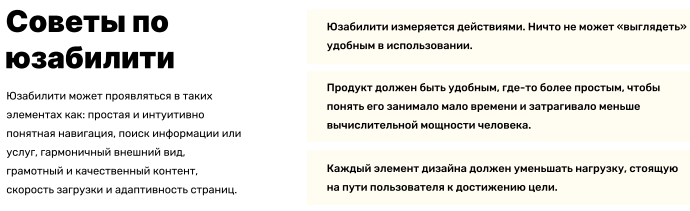 Советы по
юзабилити
Юзабилити может проявляться в таких
элементах как: простая и интуитивно
понятная навигация, поиск информации или
услуг, гармоничный внешний вид,
грамотный и качественный контент,
скорость загрузки и адаптивность страниц.
Юзабилити измеряется действиями. Ничто не может «выглядеть»
удобным в использовании.
Продукт должен быть удобным, где-то более простым, чтобы
понять его занимало мало времени и затрагивало меньше
вычислительной мощности человека.
Каждый элемент дизайна должен уменьшать нагрузку, стоящую
на пути пользователя к достижению цели.